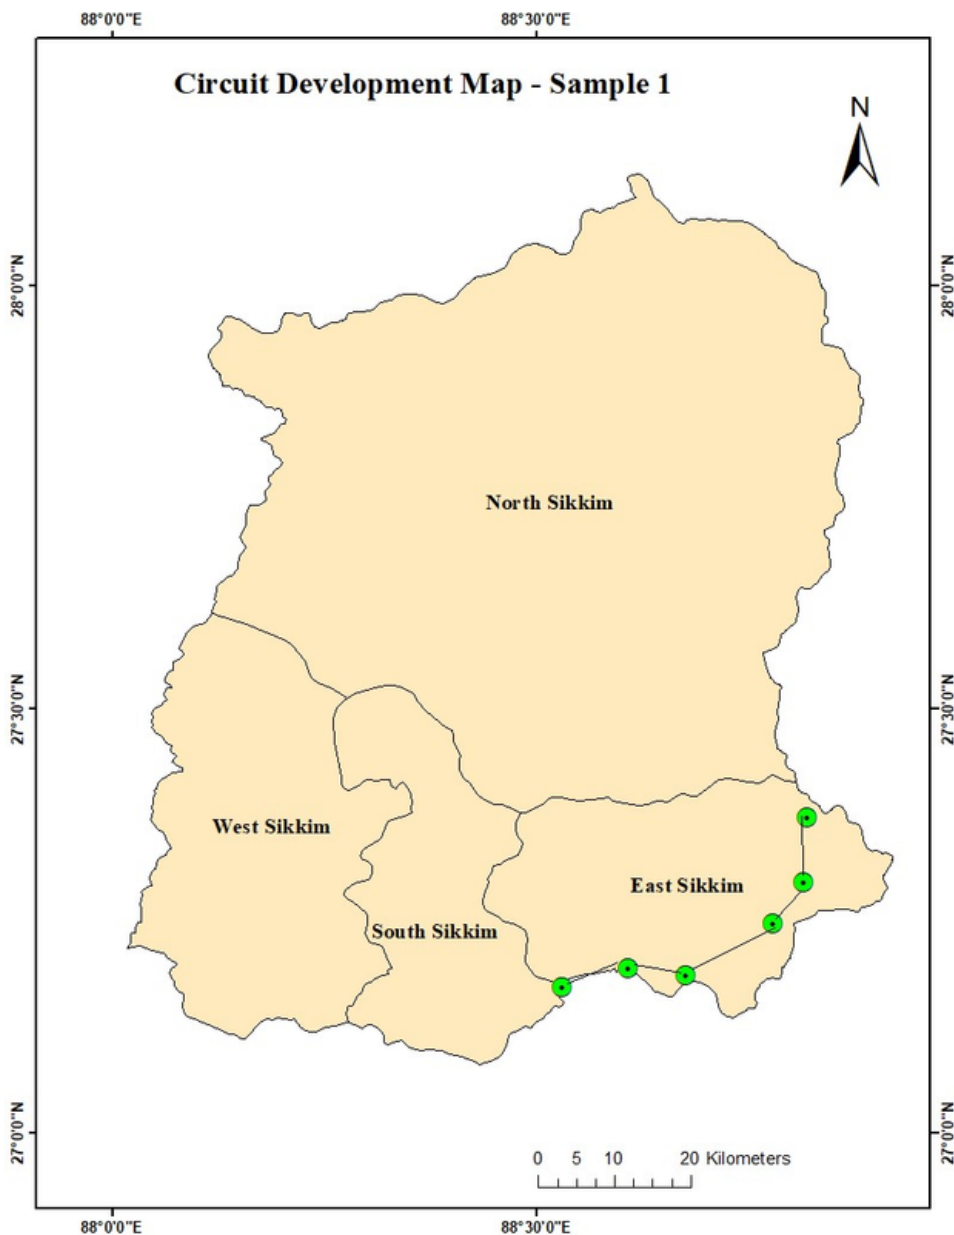 88°0'0"E 88°30'0"E
Circuit Development Map - Sample 1
N
28°0'0"N 28°0'0"N
North Sikkim
27°30'0"N 27°30'0"N
West Sikkim
East Sikkim
South Sikkim
27°0'0"N 27°0'0"N
0 5 10 20 Kilometers
88°0'0"E 88°30'0"E